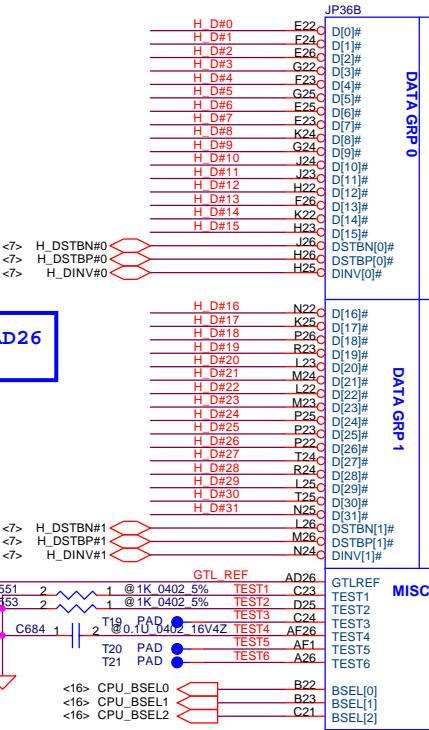 JP36B
H_D#0 E22 D[0]#
H_D#1 F24 D[1]#
H_D#2 E26 D[2]#
H_D#3 G22 D[3]#
H_D#4 F23 D[4]#
H_D#5 G25 D[5]#
H_D#6 E25 D[6]#
H_D#7 E23 D[7]#
H_D#8 K24 D[8]#
H_D#9 G24 D[9]#
H_D#10 J24 D[10]#
H_D#11 J23 D[11]#
H_D#12 H22 D[12]#
H_D#13 F26 D[13]#
H_D#14 K22 D[14]#
H_D#15 H23 D[15]#
<7> H_DSTBN#0 J26 DSTBN[0]#
<7> H_DSTBP#0 H26 DSTBP[0]#
<7> H_DINV#0 H25 DINV[0]#
DATA GRP 0
H_D#16 N22 D[16]#
H_D#17 K25 D[17]#
H_D#18 P26 D[18]#
H_D#19 R23 D[19]#
H_D#20 L23 D[20]#
H_D#21 M24 D[21]#
H_D#22 L22 D[22]#
H_D#23 M23 D[23]#
H_D#24 P25 D[24]#
H_D#25 P23 D[25]#
H_D#26 P22 D[26]#
H_D#27 T24 D[27]#
H_D#28 R24 D[28]#
H_D#29 L25 D[29]#
H_D#30 T25 D[30]#
H_D#31 N25 D[31]#
<7> H_DSTBN#1 L26 DSTBN[1]#
<7> H_DSTBP#1 M26 DSTBP[1]#
<7> H_DINV#1 N24 DINV[1]#
DATA GRP 1
AD26
GTL_REF AD26 GTLREF
551 2 1 @1K_0402_5% TEST1 C23 TEST1
553 2 1 @1K_0402_5% TEST2 D25 TEST2
T19 PAD TEST3 C24 TEST3
C684 1 2 @0.1U_0402_16V4Z TEST4 AF26 TEST4
T20 PAD TEST5 AF1 TEST5
T21 PAD TEST6 A26 TEST6
MISC
<16> CPU_BSEL0 B22 BSEL[0]
<16> CPU_BSEL1 B23 BSEL[1]
<16> CPU_BSEL2 C21 BSEL[2]